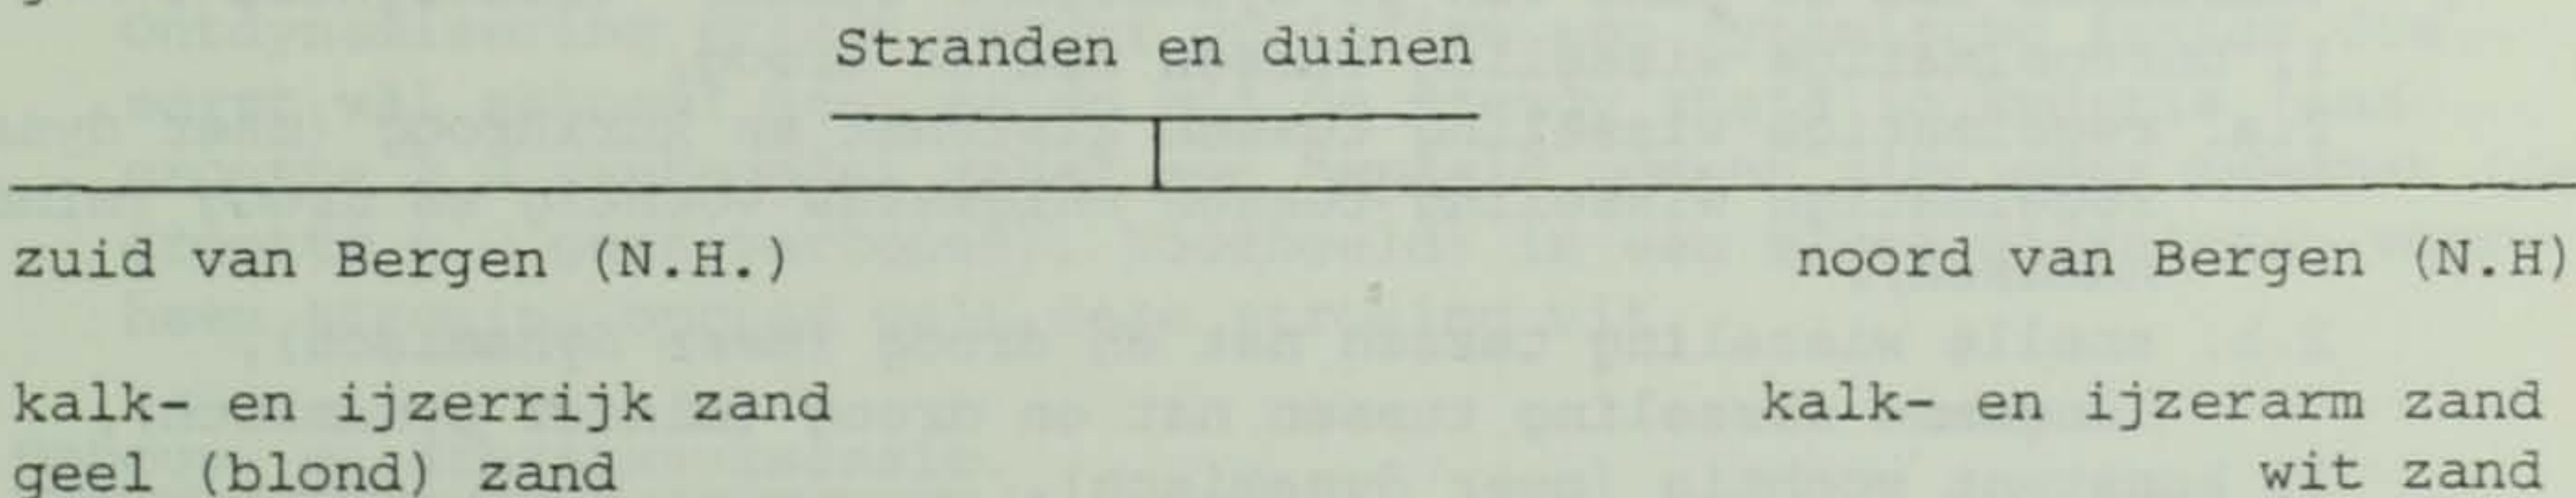 Stranden en duinen
zuid van Bergen (N.H.)
noord van Bergen (N.H)
kalk- en ijzerrijk zand
kalk- en ijzerarm zand
geel (blond) zand
wit zand